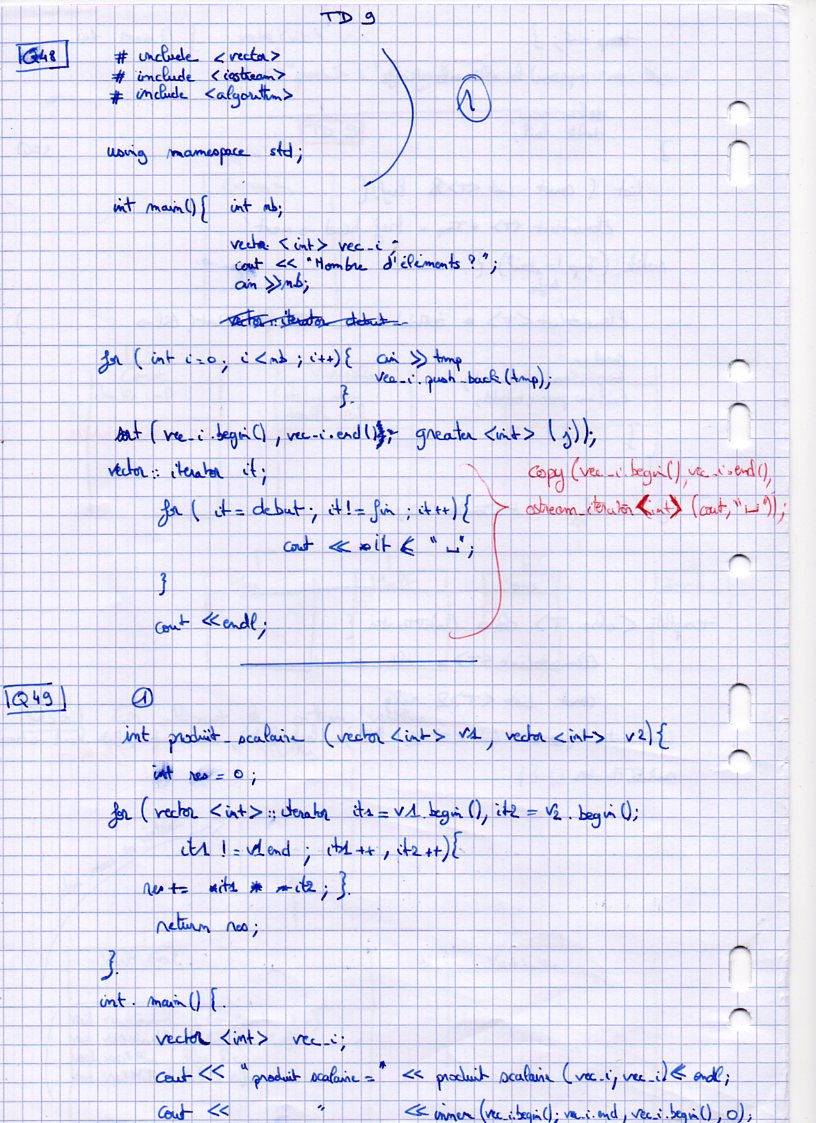 TD 9
Q48
# include <vector>
# include <iostream>
# include <algorithm>
1
using namespace std;
int main(){ int nb;
vector <int> vec_i ;
cout << "Nombre d'éléments ?";
cin >> nb;
vector :: iterator debut
for ( int i=0 ; i<nb ; i++){ cin >> tmp
vec_i.push_back(tmp);
}.
sort ( vec_i.begin() , vec_i.end(), greater <int> ( ));
vector :: iterator it;
copy (vec_i.begin(), vec_i.end(),
for ( it = debut ; it != fin ; it++){
ostream_iterator <int> (cout, "␣"));
cout << *it < "␣";
}
cout << endl;
Q49
1
int produit_scalaire (vector <int> v1 , vector <int> v2){
int res = 0 ;
for ( vector <int> :: iterator it1 = v1.begin(), it2 = v2.begin();
it1 != v1end ; it1 ++ , it2++){
res += *it1 * *it2 ; }.
return res;
}.
int main() {.
vector <int> vec_i;
cout << "produit scalaire =" << produit scalaire (vec_i, vec_i) < endl;
cout << " << inner (vec_i.begin(); vec_i.end , vec_i.begin() , 0);